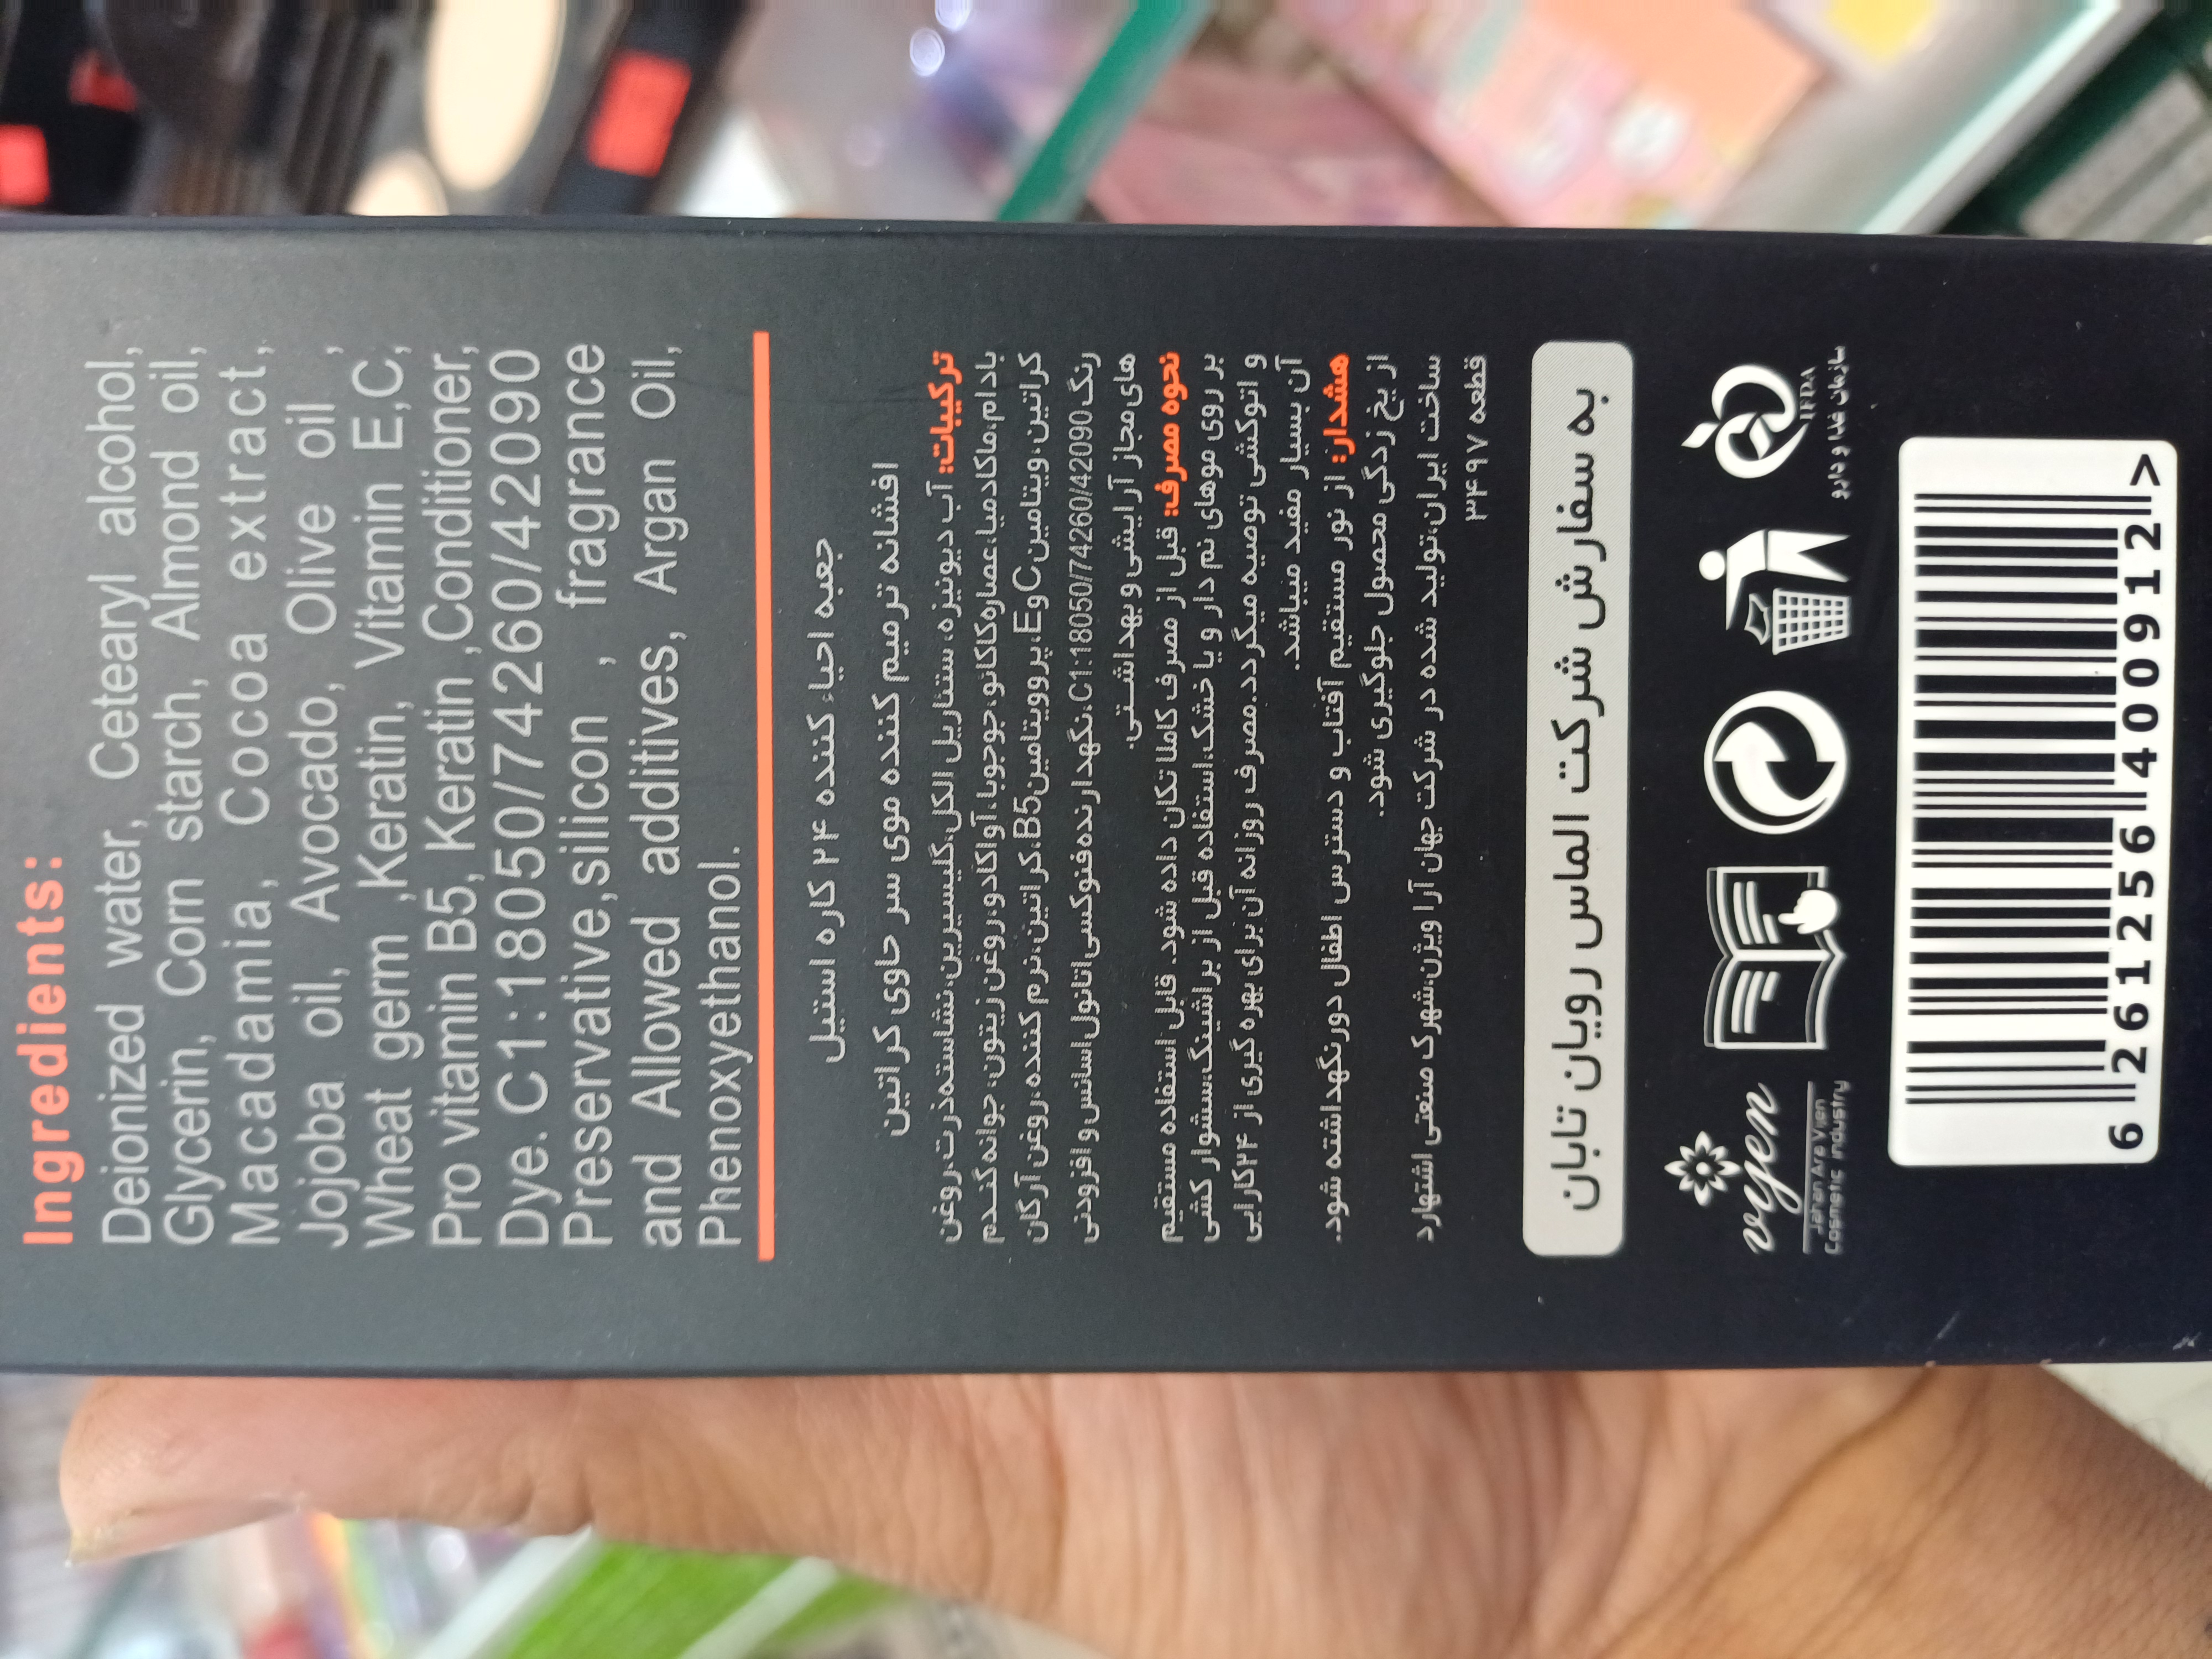 Ingredients:
Deionized water, Cetearyl alcohol,
Glycerin, Corn starch, Almond oil,
Macadamia, Cocoa extract,
Jojoba oil, Avocado, Olive oil ,
Wheat germ ,Keratin, Vitamin E,C,
Pro vitamin B5, Keratin ,Conditioner,
Dye. C1:18050/74260/42090
Preservative,silicon , fragrance
and Allowed additives, Argan Oil,
Phenoxyethanol.
جعبه احیاء کننده ۲۴ کاره استیل
افشانه ترمیم کننده موی سر حاوی کراتین
ترکیبات: آب دیونیزه، ستئاریل الکل،گلیسیرین،نشاسته ذرت،روغن
بادام،ماکادمیا،عصاره کاکائو،جوجوبا،آواکادو،روغن زیتون،جوانه گندم
کراتین،ویتامین E و C،پروویتامین B5،کراتین،نرم کننده،روغن آرگان
رنگ C1:18050/74260/42090،نگهدارنده فنوکسی اتانول،اسانس و افزودنی
های مجاز آرایشی و بهداشتی.
نحوه مصرف: قبل از مصرف کاملا تکان داده شود. قابل استفاده مستقیم
بر روی موهای نم دار و یا خشک،استفاده قبل از براشینگ،سشوار کشی
و اتوکشی توصیه میگردد.مصرف روزانه آن برای بهره گیری از ۲۴کارایی
آن بسیار مفید میباشد.
هشدار: از نور مستقیم آفتاب و دسترس اطفال دورنگهداشته شود.
از یخ زدگی محصول جلوگیری شود.
ساخت ایران،تولید شده در شرکت جهان آرا ویژن،شهرک صنعتی اشتهارد
قطعه ۲۴۹۷
به سفارش شرکت الماس رویان تابان
vijen
Jahan Ara Vijen
Cosmetic Industry
IFDA
سازمان غذا و دارو
6 261256 400912 >